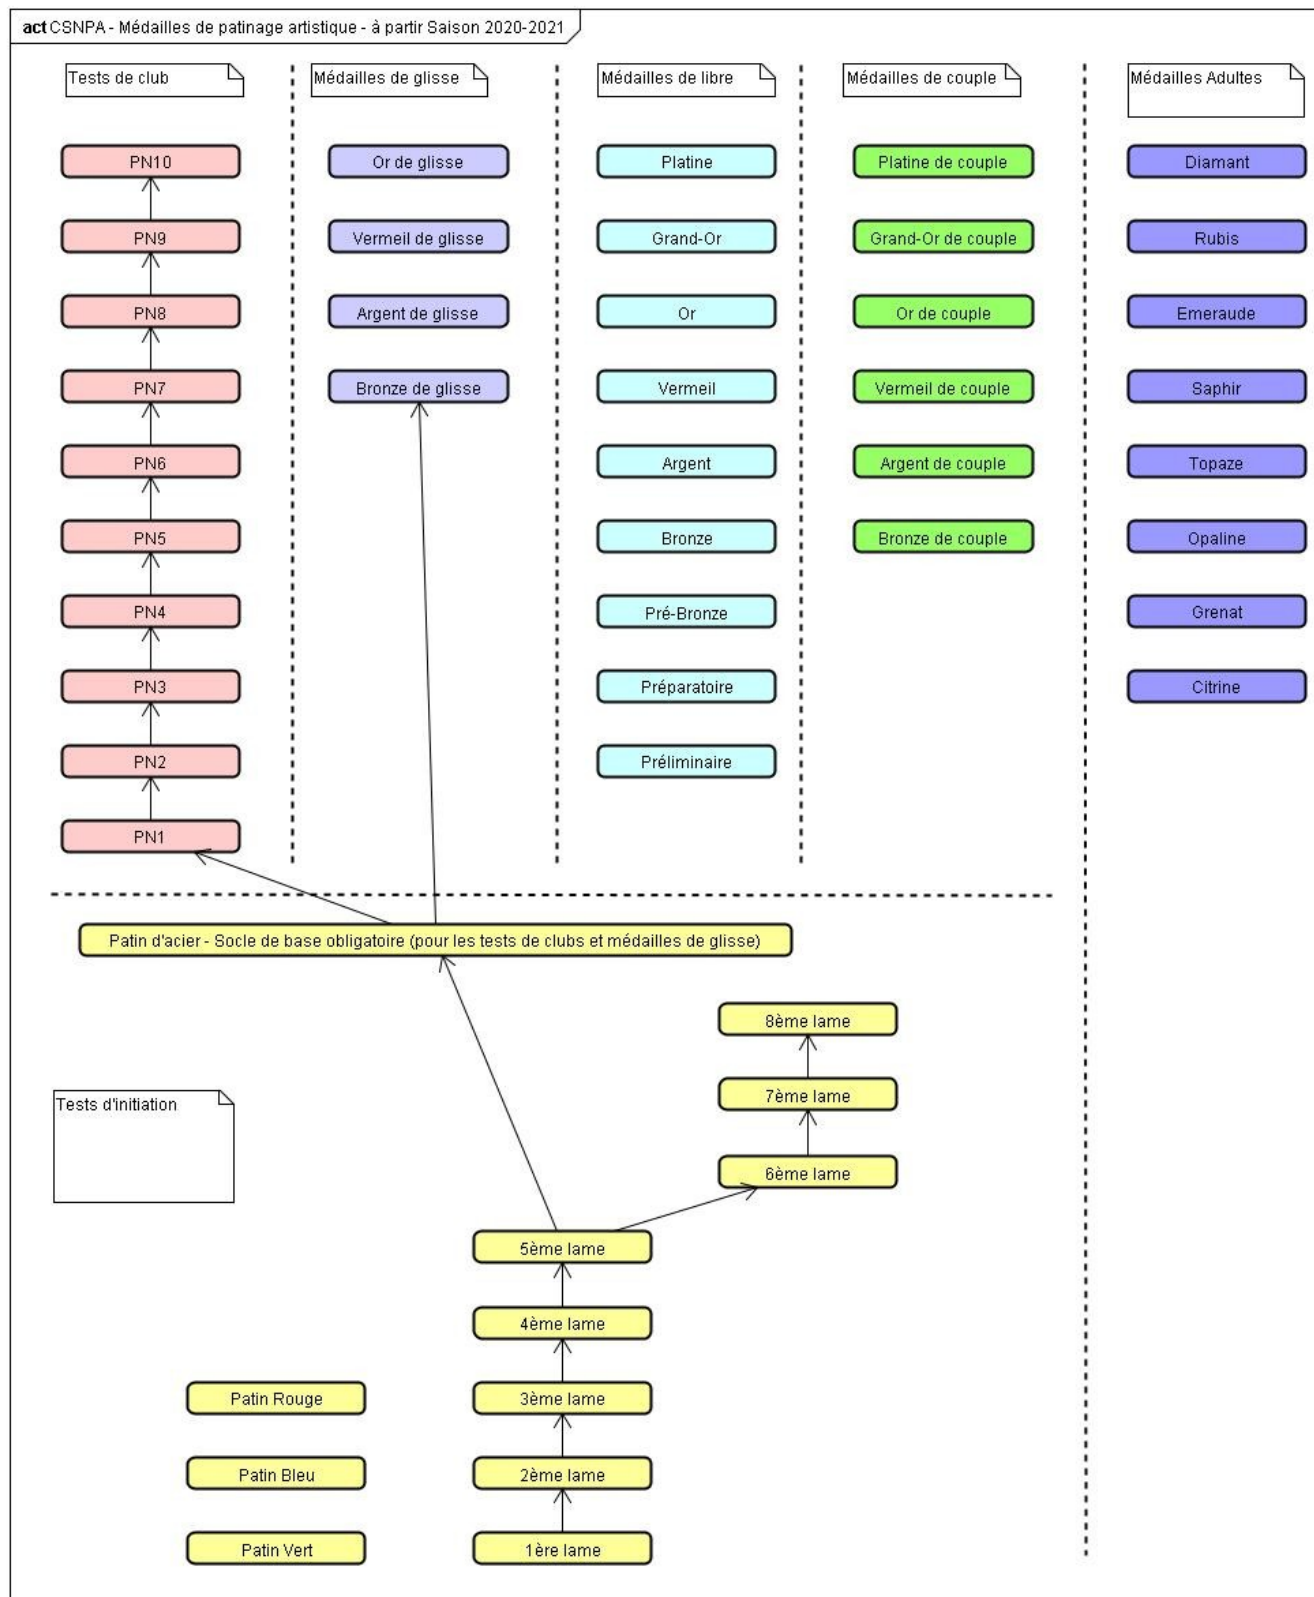 act CSNPA - Médailles de patinage artistique - à partir Saison 2020-2021
Tests de club
Médailles de glisse
Médailles de libre
Médailles de couple
Médailles Adultes
PN10
Or de glisse
Platine
Platine de couple
Diamant
PN9
Vermeil de glisse
Grand-Or
Grand-Or de couple
Rubis
PN8
Argent de glisse
Or
Or de couple
Emeraude
PN7
Bronze de glisse
Vermeil
Vermeil de couple
Saphir
PN6
Argent
Argent de couple
Topaze
PN5
Bronze
Bronze de couple
Opaline
PN4
Pré-Bronze
Grenat
PN3
Préparatoire
Citrine
PN2
Préliminaire
PN1
Patin d'acier - Socle de base obligatoire (pour les tests de clubs et médailles de glisse)
8ème lame
Tests d'initiation
7ème lame
6ème lame
5ème lame
4ème lame
Patin Rouge
3ème lame
Patin Bleu
2ème lame
Patin Vert
1ère lame